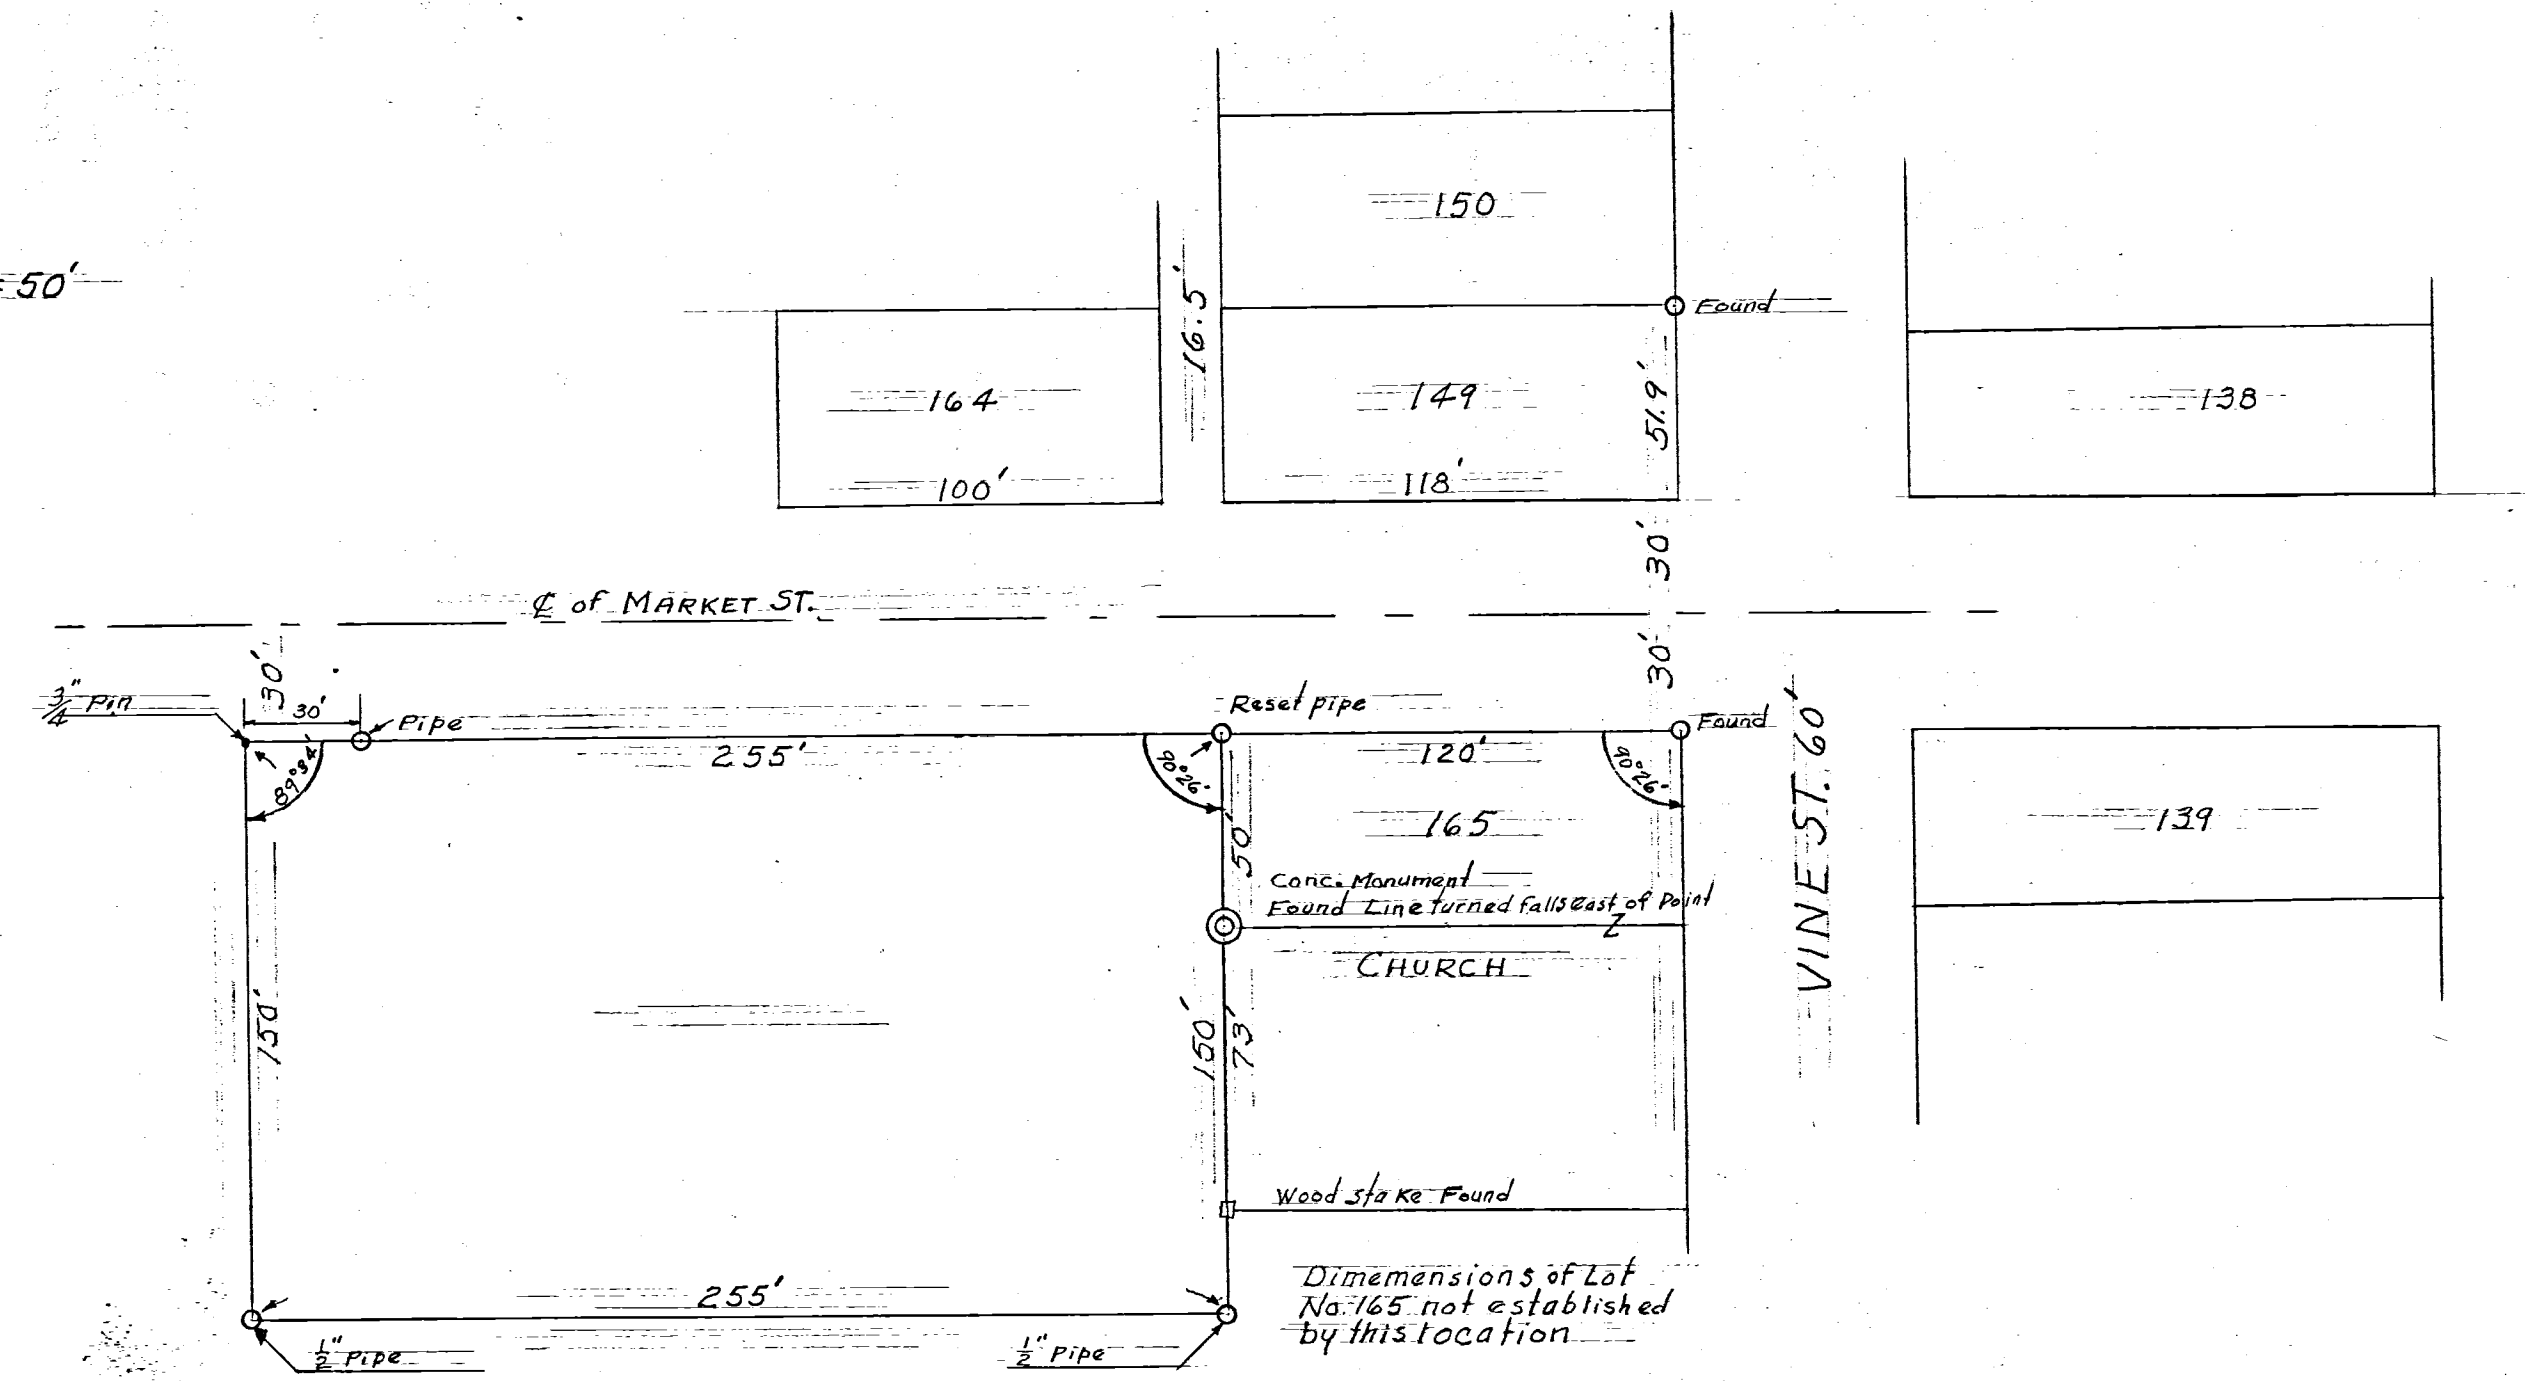 150
= 50'
16.5'
Found
164
149
51.9'
138
100'
118'
30'
₵ of MARKET ST.
30'
30'
3/4" Pin
30'
Pipe
Reset pipe
Found
255'
120'
89°34'
90°26'
90°26'
VINE ST. 60'
165
139
50'
Conc. Monument
Found Line turned falls east of Point
Z
CHURCH
150'
150'
73'
Wood stake Found
255'
Dimemensions of Lot
No. 165 not established
by this location
1/2" Pipe
1/2" Pipe